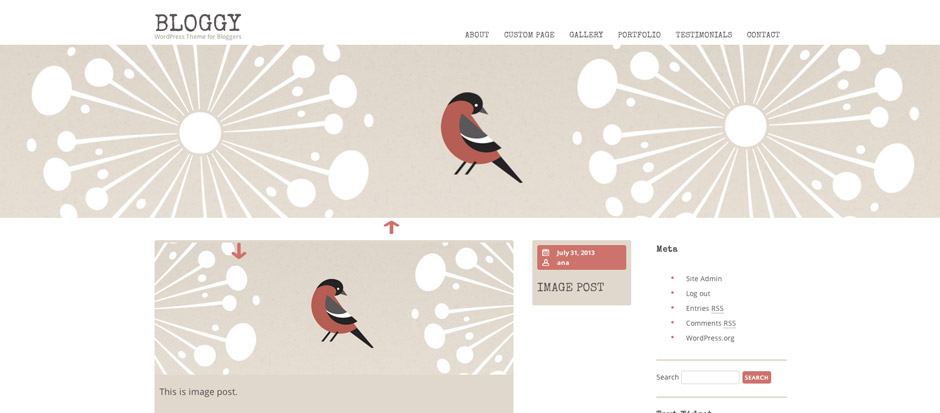 BLOGGY
WordPress Theme for Bloggers
ABOUT CUSTOM PAGE GALLERY PORTFOLIO TESTIMONIALS CONTACT
This is image post.
July 31, 2013
ana
IMAGE POST
Meta
Site Admin
Log out
Entries RSS
Comments RSS
WordPress.org
Search SEARCH